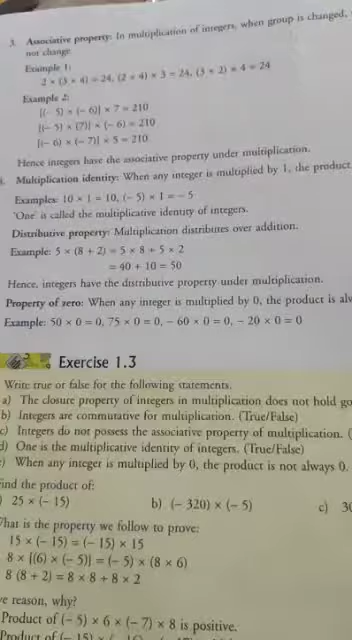 3. Associative property: In multiplication of integers, when group is changed,
not change.
Example 1:
2 × (3 × 4) = 24, (2 × 4) × 3 = 24, (3 × 2) × 4 = 24
Example 2:
[(– 5) × (– 6)] × 7 = 210
[(– 5) × (7)] × (– 6) = 210
[(– 6) × (– 7)] × 5 = 210
Hence integers have the associative property under multiplication.
Multiplication identity: When any integer is multiplied by 1, the product
Examples: 10 × 1 = 10, (– 5) × 1 = – 5
'One' is called the multiplicative identity of integers.
Distributive property: Multiplication distributes over addition.
Example: 5 × (8 + 2) = 5 × 8 + 5 × 2
= 40 + 10 = 50
Hence, integers have the distributive property under multiplication.
Property of zero: When any integer is multiplied by 0, the product is
Example: 50 × 0 = 0, 75 × 0 = 0, – 60 × 0 = 0, – 20 × 0 = 0
Exercise 1.3
Write true or false for the following statements.
a) The closure property of integers in multiplication does not hold
b) Integers are commutative for multiplication. (True/False)
c) Integers do not possess the associative property of multiplication. (
d) One is the multiplicative identity of integers. (True/False)
e) When any integer is multiplied by 0, the product is not always 0.
the product of:
25 × (– 15) b) (– 320) × (– 5) c)
is the property we follow to prove:
15 × (– 15) = (– 15) × 15
8 × [(6) × (– 5)] = (– 5) × (8 × 6)
8 (8 + 2) = 8 × 8 + 8 × 2
reason, why?
Product of (– 5) × 6 × (– 7) × 8 is positive.
Product of (– 15) ×